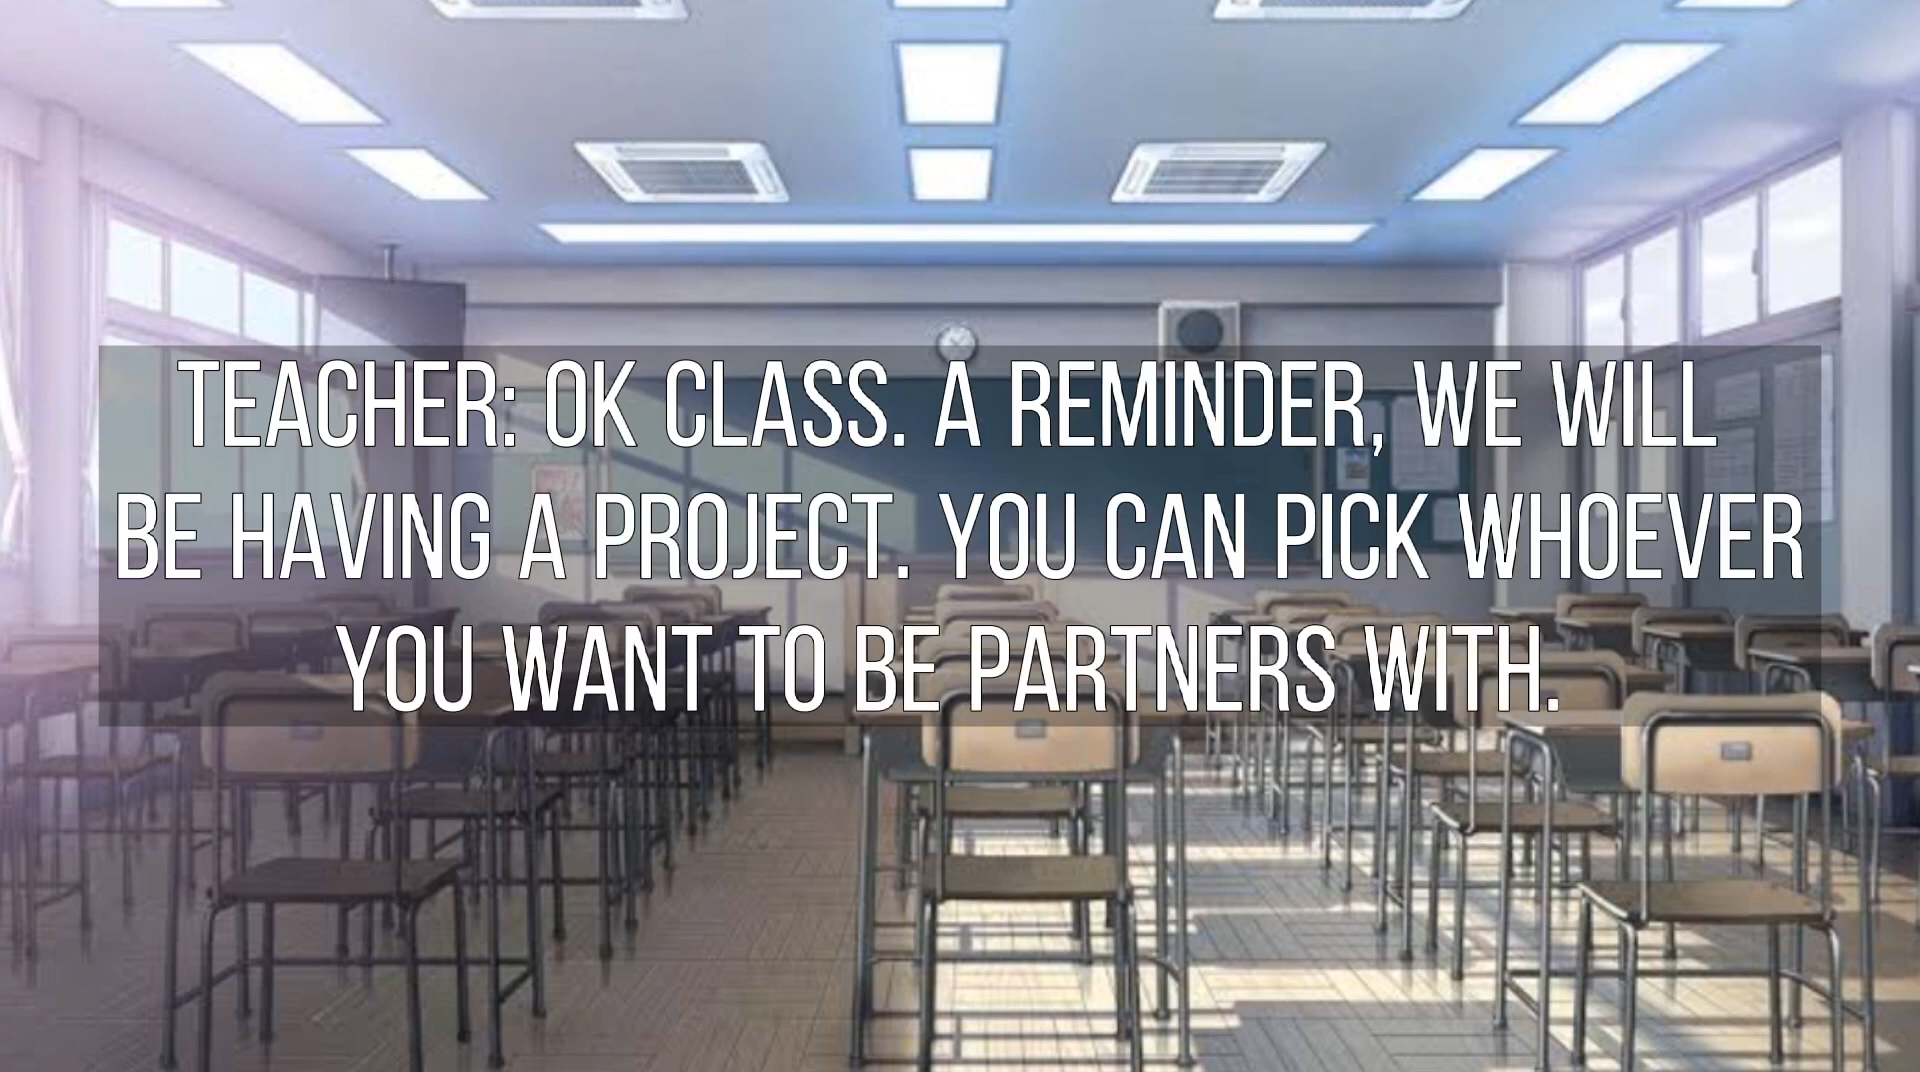 TEACHER: OK CLASS. A REMINDER, WE WILL
BE HAVING A PROJECT. YOU CAN PICK WHOEVER
YOU WANT TO BE PARTNERS WITH.